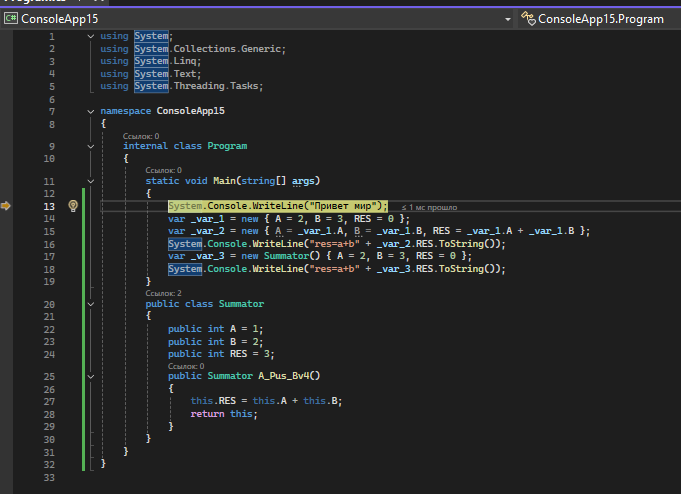 ConsoleApp15 ConsoleApp15.Program
1 using System;
2 using System.Collections.Generic;
3 using System.Linq;
4 using System.Text;
5 using System.Threading.Tasks;
6
7 namespace ConsoleApp15
8 {
Ссылок: 0
9 internal class Program
10 {
Ссылок: 0
11 static void Main(string[] args)
12 {
13 System.Console.WriteLine("Привет мир"); ≤ 1 мс прошло
14 var _var_1 = new { A = 2, B = 3, RES = 0 };
15 var _var_2 = new { A = _var_1.A, B = _var_1.B, RES = _var_1.A + _var_1.B };
16 System.Console.WriteLine("res=a+b" + _var_2.RES.ToString());
17 var _var_3 = new Summator() { A = 2, B = 3, RES = 0 };
18 System.Console.WriteLine("res=a+b" + _var_3.RES.ToString());
19 }
Ссылок: 2
20 public class Summator
21 {
22 public int A = 1;
23 public int B = 2;
24 public int RES = 3;
Ссылок: 0
25 public Summator A_Pus_Bv4()
26 {
27 this.RES = this.A + this.B;
28 return this;
29 }
30 }
31 }
32 }
33